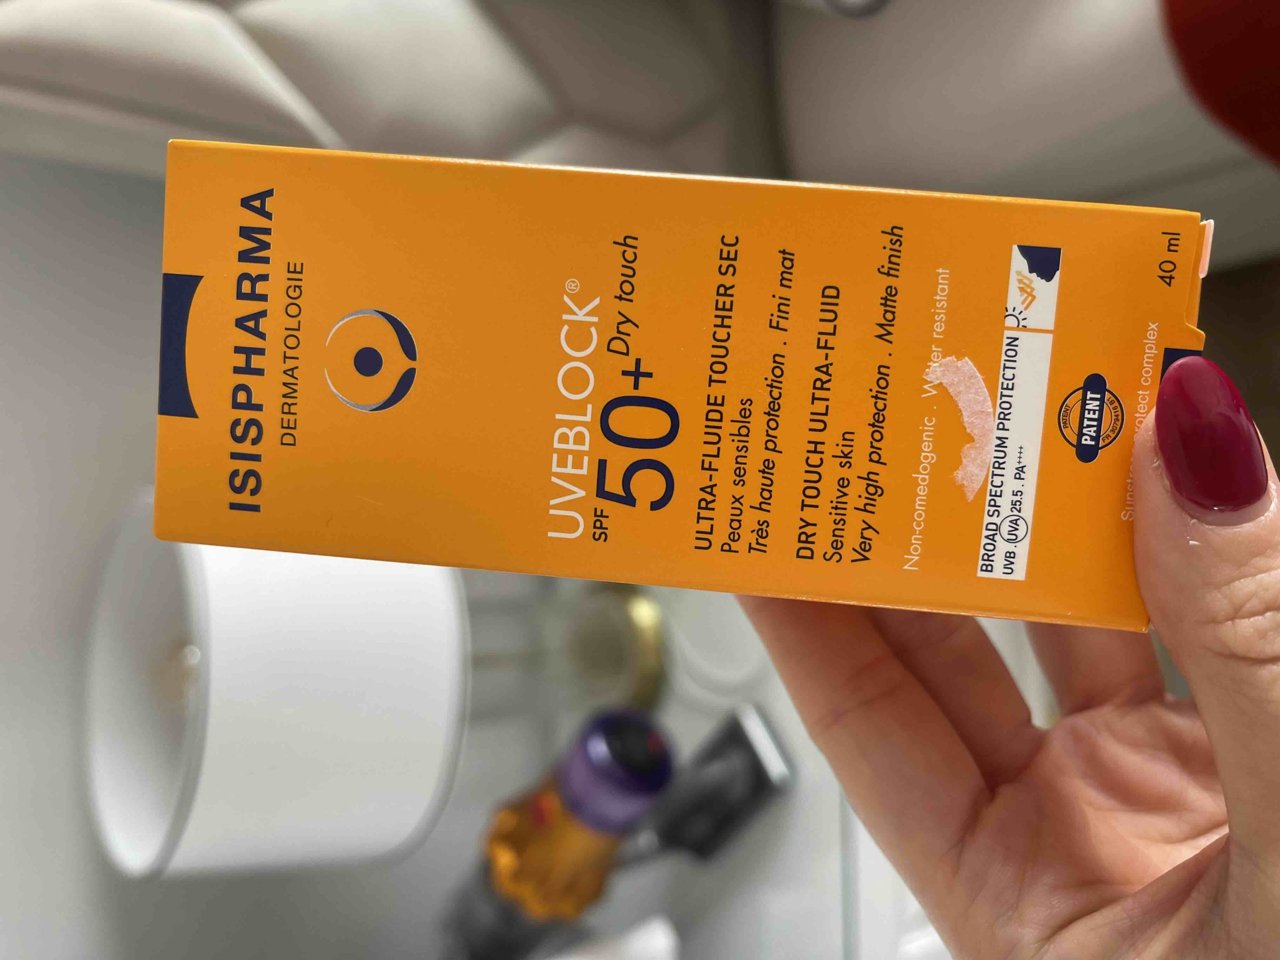 ISISPHARMA
DERMATOLOGIE
UVEBLOCK®
SPF 50+ Dry touch
ULTRA-FLUIDE TOUCHER SEC
Peaux sensibles
Très haute protection . Fini mat
DRY TOUCH ULTRA-FLUID
Sensitive skin
Very high protection . Matte finish
Non-comedogenic . Water resistant
BROAD SPECTRUM PROTECTION
UVB . UVA 25.5 . PA++++
PATENT
PATENT
complex
40 ml